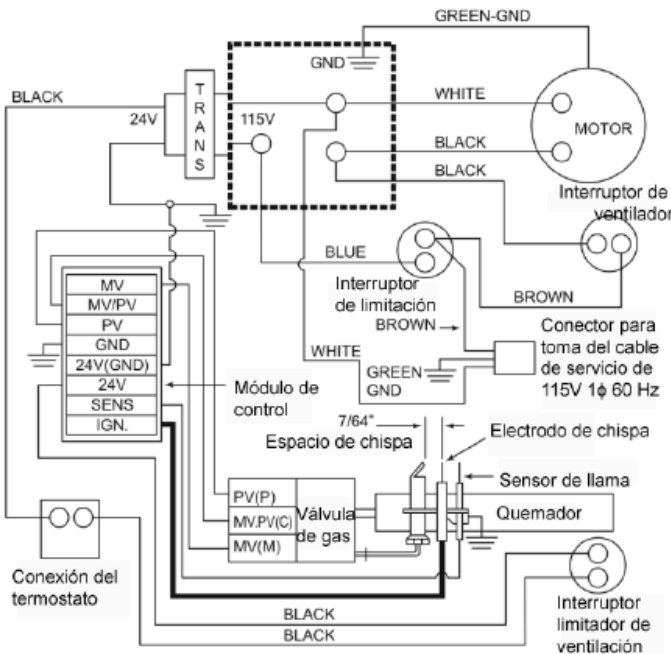 GREEN-GND
GND
BLACK
TRANS
24V
115V
WHITE
MOTOR
BLACK
BLACK
Interruptor de
ventilador
BLUE
Interruptor
de limitación
BROWN
BROWN
Conector para
toma del cable
de servicio de
115V 1ϕ 60 Hz
WHITE
GREEN
GND
MV
MV/PV
PV
GND
24V(GND)
24V
SENS
IGN.
Módulo de
control
7/64"
Espacio de chispa
Electrodo de chispa
Sensor de llama
PV(P)
MV.PV(C)
MV(M)
Válvula
de gas
Quemador
Conexión del
termostato
BLACK
BLACK
Interruptor
limitador de
ventilación